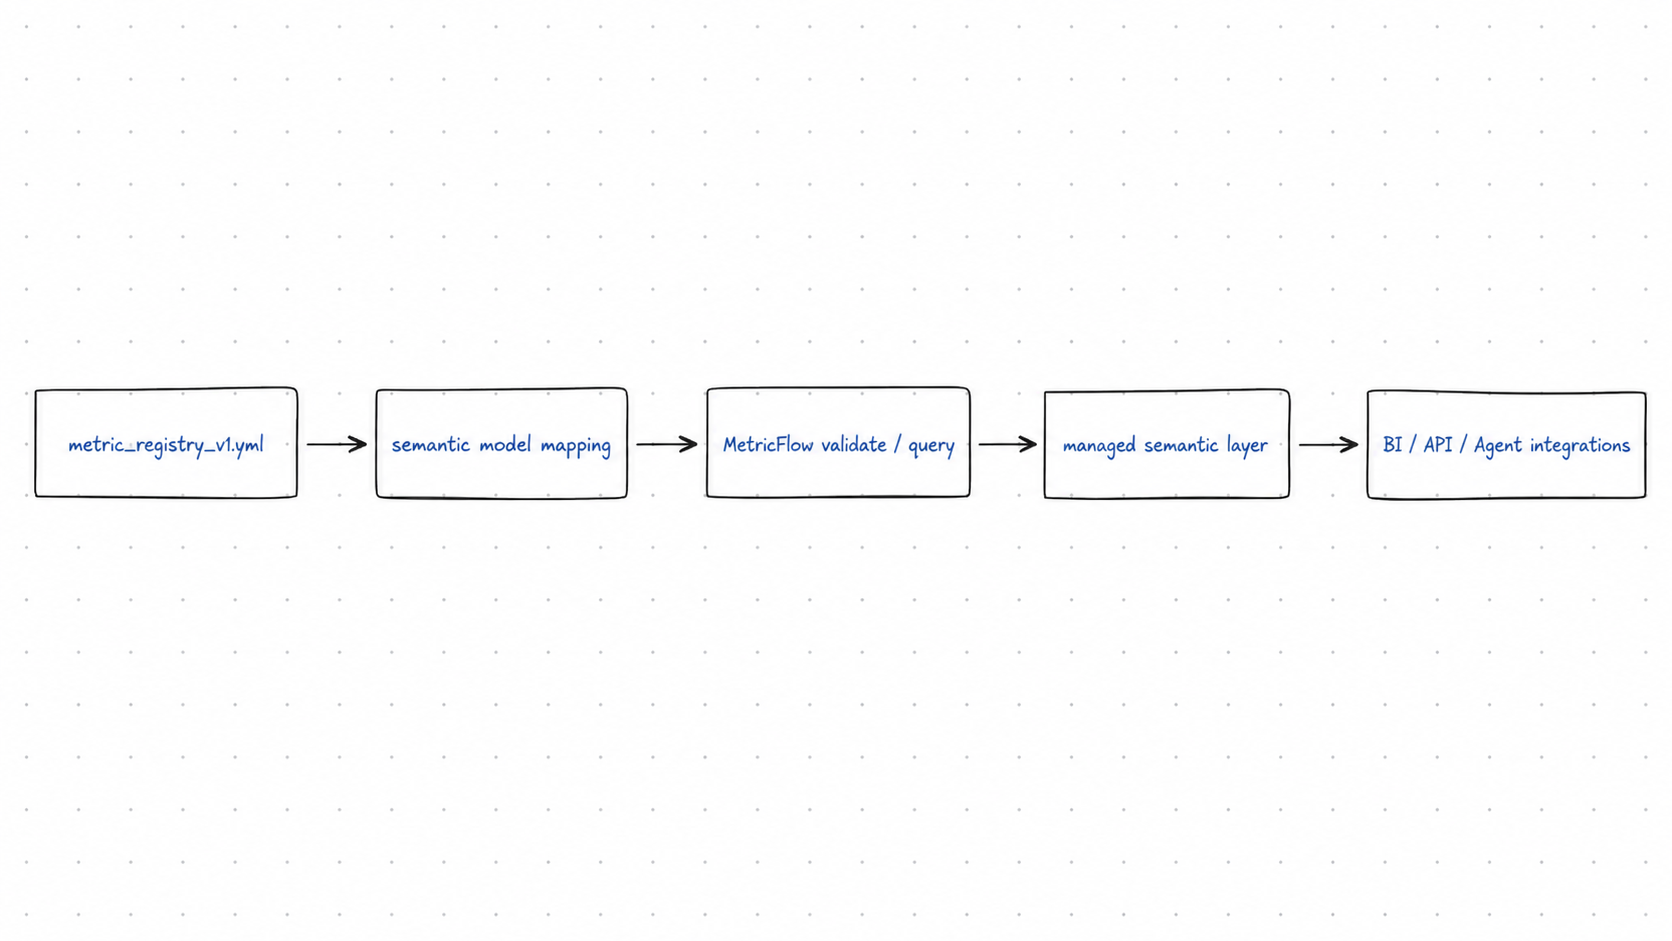 metric_registry_v1.yml
semantic model mapping
MetricFlow validate / query
managed semantic layer
BI / API / Agent integrations